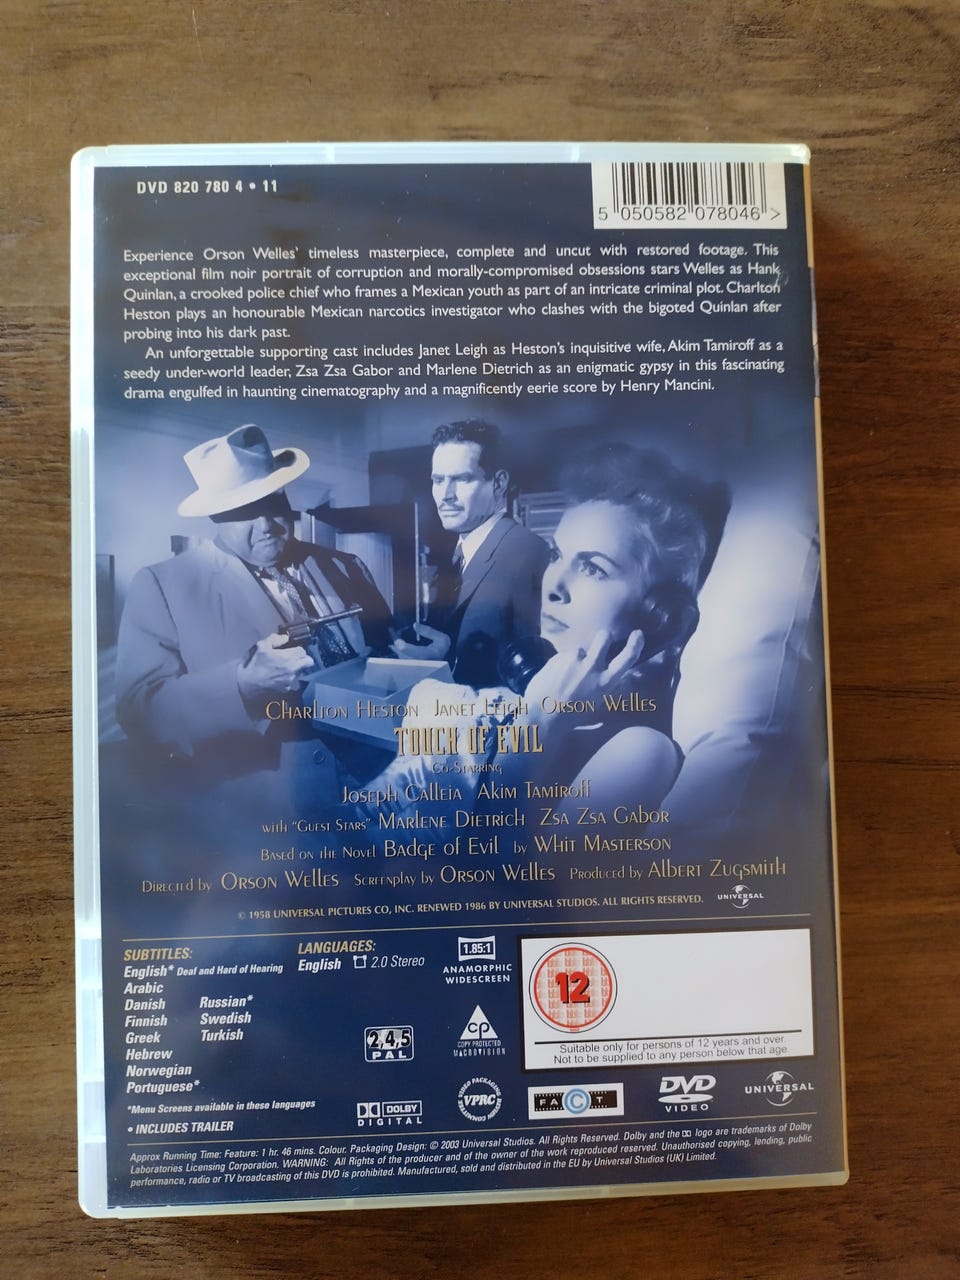 DVD 820 780 4 • 11
5 050582 078046 >
Experience Orson Welles' timeless masterpiece, complete and uncut with restored footage. This
exceptional film noir portrait of corruption and morally-compromised obsessions stars Welles as Hank
Quinlan, a crooked police chief who frames a Mexican youth as part of an intricate criminal plot. Charlton
Heston plays an honourable Mexican narcotics investigator who clashes with the bigoted Quinlan after
probing into his dark past.
An unforgettable supporting cast includes Janet Leigh as Heston's inquisitive wife, Akim Tamiroff as a
seedy under-world leader, Zsa Zsa Gabor and Marlene Dietrich as an enigmatic gypsy in this fascinating
drama engulfed in haunting cinematography and a magnificently eerie score by Henry Mancini.
Charlton Heston Janet Leigh Orson Welles
TOUCH OF EVIL
Co-Starring
Joseph Calleia Akim Tamiroff
with "Guest Stars" Marlene Dietrich Zsa Zsa Gabor
Based on the Novel Badge of Evil by Whit Masterson
Directed by Orson Welles Screenplay by Orson Welles Produced by Albert Zugsmith
© 1958 UNIVERSAL PICTURES CO, INC. RENEWED 1986 BY UNIVERSAL STUDIOS. ALL RIGHTS RESERVED.
UNIVERSAL
SUBTITLES:
English* Deaf and Hard of Hearing
Arabic
Danish
Finnish
Greek
Hebrew
Norwegian
Portuguese*
Russian*
Swedish
Turkish
*Menu Screens available in these languages
• INCLUDES TRAILER
LANGUAGES:
English 2.0 Stereo
1.85:1
ANAMORPHIC
WIDESCREEN
2,4,5
PAL
CP
COPY PROTECTED
MACROVISION
12
Suitable only for persons of 12 years and over.
Not to be supplied to any person below that age.
DOLBY
DIGITAL
VIDEO PACKAGING REVIEW COMMITTEE
VPRC
FACT
DVD
VIDEO
UNIVERSAL
Approx Running Time: Feature: 1 hr. 46 mins. Colour. Packaging Design: © 2003 Universal Studios. All Rights Reserved. Dolby and the DD logo are trademarks of Dolby
Laboratories Licensing Corporation. WARNING: All Rights of the producer and of the owner of the work reproduced reserved. Unauthorised copying, lending, public
performance, radio or TV broadcasting of this DVD is prohibited. Manufactured, sold and distributed in the EU by Universal Studios (UK) Limited.